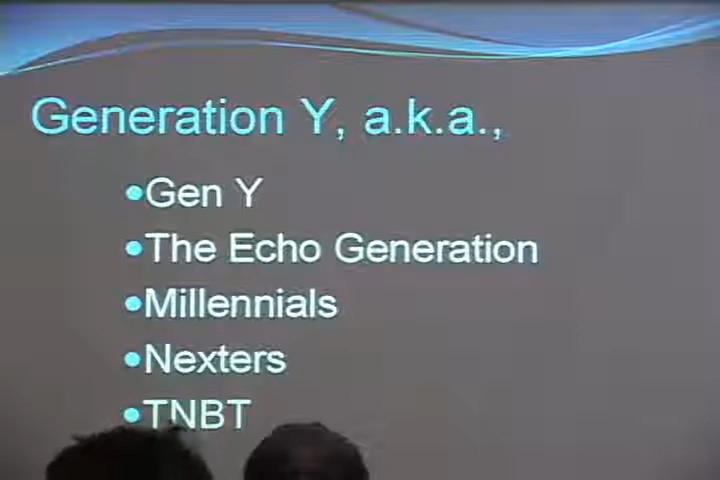 Generation Y, a.k.a.,
•Gen Y
•The Echo Generation
•Millennials
•Nexters
•TNBT